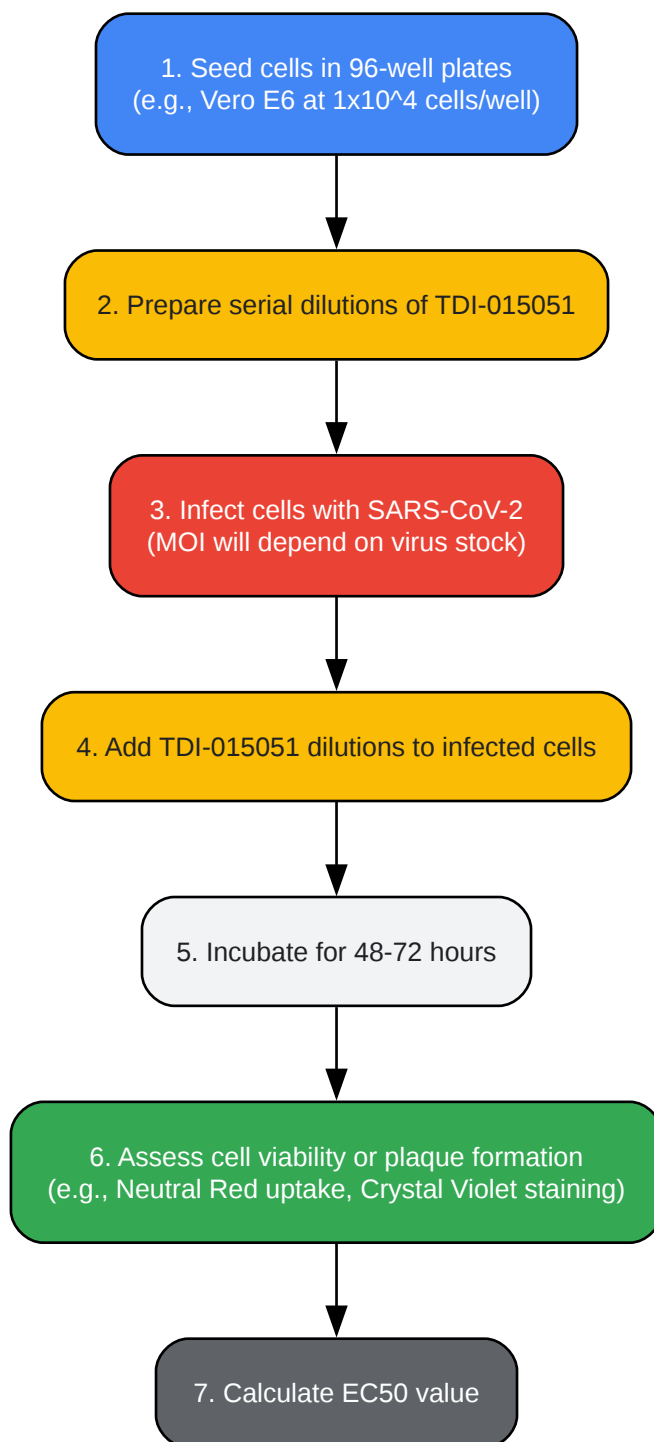 1. Seed cells in 96-well plates
(e.g., Vero E6 at 1x10^4 cells/well)
2. Prepare serial dilutions of TDI-015051
3. Infect cells with SARS-CoV-2
(MOI will depend on virus stock)
4. Add TDI-015051 dilutions to infected cells
5. Incubate for 48-72 hours
6. Assess cell viability or plaque formation
(e.g., Neutral Red uptake, Crystal Violet staining)
7. Calculate EC50 value